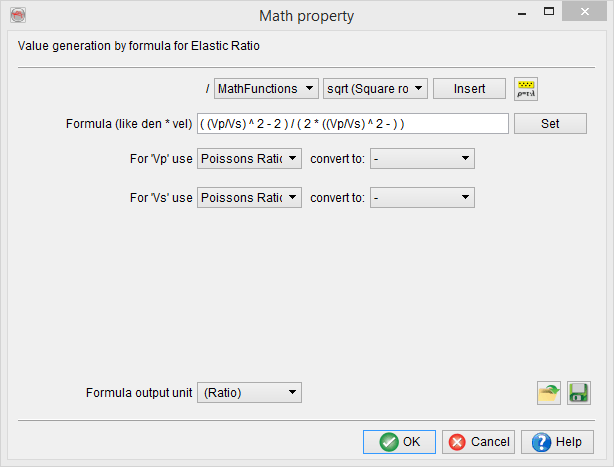 Math property
Value generation by formula for Elastic Ratio
/ MathFunctions sqrt (Square ro Insert
Formula (like den * vel) ( (Vp/Vs) ^ 2 - 2 ) / ( 2 * ((Vp/Vs) ^ 2 - ) ) Set
For 'Vp' use Poissons Ratio convert to: -
For 'Vs' use Poissons Ratio convert to: -
Formula output unit (Ratio)
OK Cancel Help